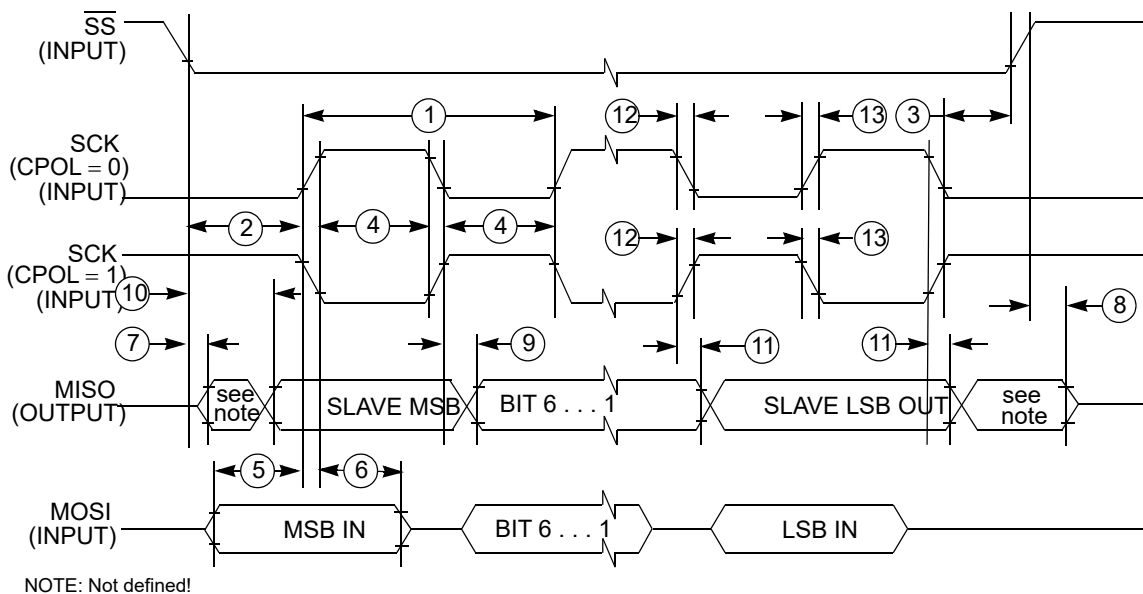 SS
(INPUT)
1
12
13
3
SCK
(CPOL = 0)
(INPUT)
2
4
4
12
13
SCK
(CPOL = 1)
(INPUT)
10
8
7
9
11
11
MISO
(OUTPUT)
see
note
SLAVE MSB
BIT 6 . . . 1
SLAVE LSB OUT
see
note
5
6
MOSI
(INPUT)
MSB IN
BIT 6 . . . 1
LSB IN
NOTE: Not defined!